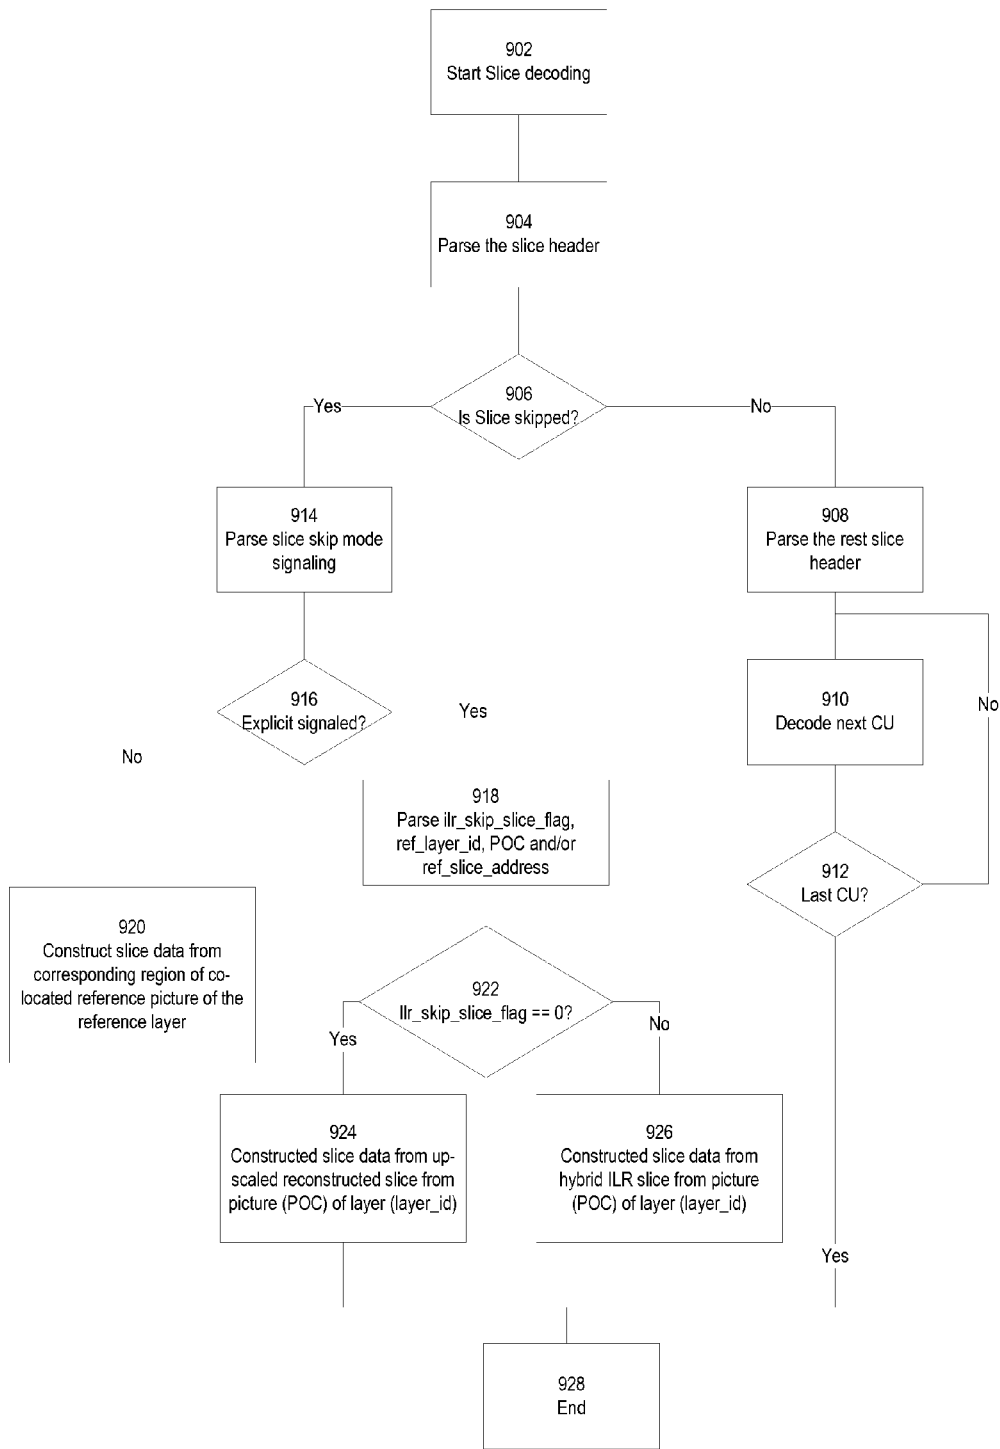 902
Start Slice decoding
904
Parse the slice header
906
Is Slice skipped?
Yes
No
914
Parse slice skip mode
signaling
908
Parse the rest slice
header
916
Explicit signaled?
Yes
No
910
Decode next CU
No
918
Parse ilr_skip_slice_flag,
ref_layer_id, POC and/or
ref_slice_address
912
Last CU?
920
Construct slice data from
corresponding region of co-
located reference picture of the
reference layer
922
Ilr_skip_slice_flag == 0?
Yes
No
924
Constructed slice data from up-
scaled reconstructed slice from
picture (POC) of layer (layer_id)
926
Constructed slice data from
hybrid ILR slice from picture
(POC) of layer (layer_id)
Yes
928
End